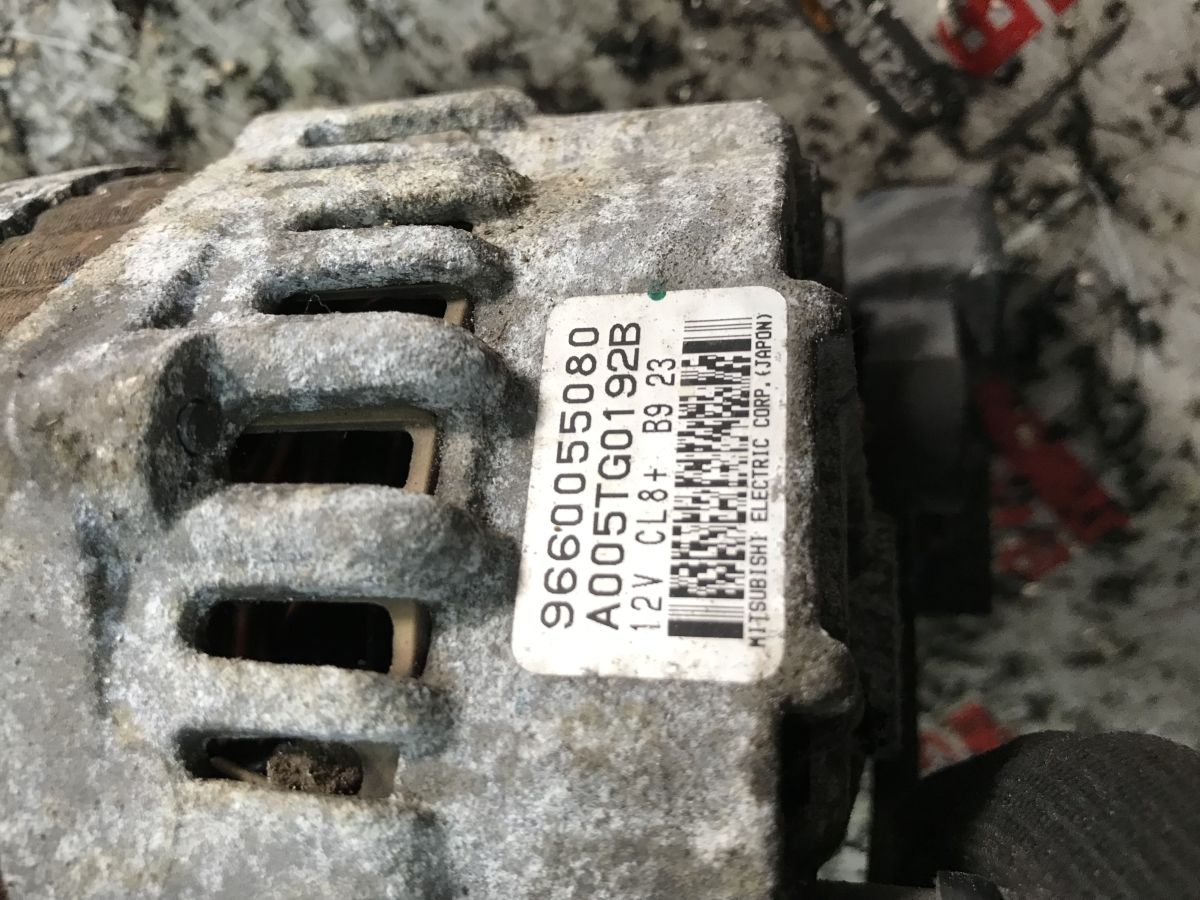 9660055080
A005TG0192B
12V CL8+ B9 23
MITSUBISHI ELECTRIC CORP. (JAPON)